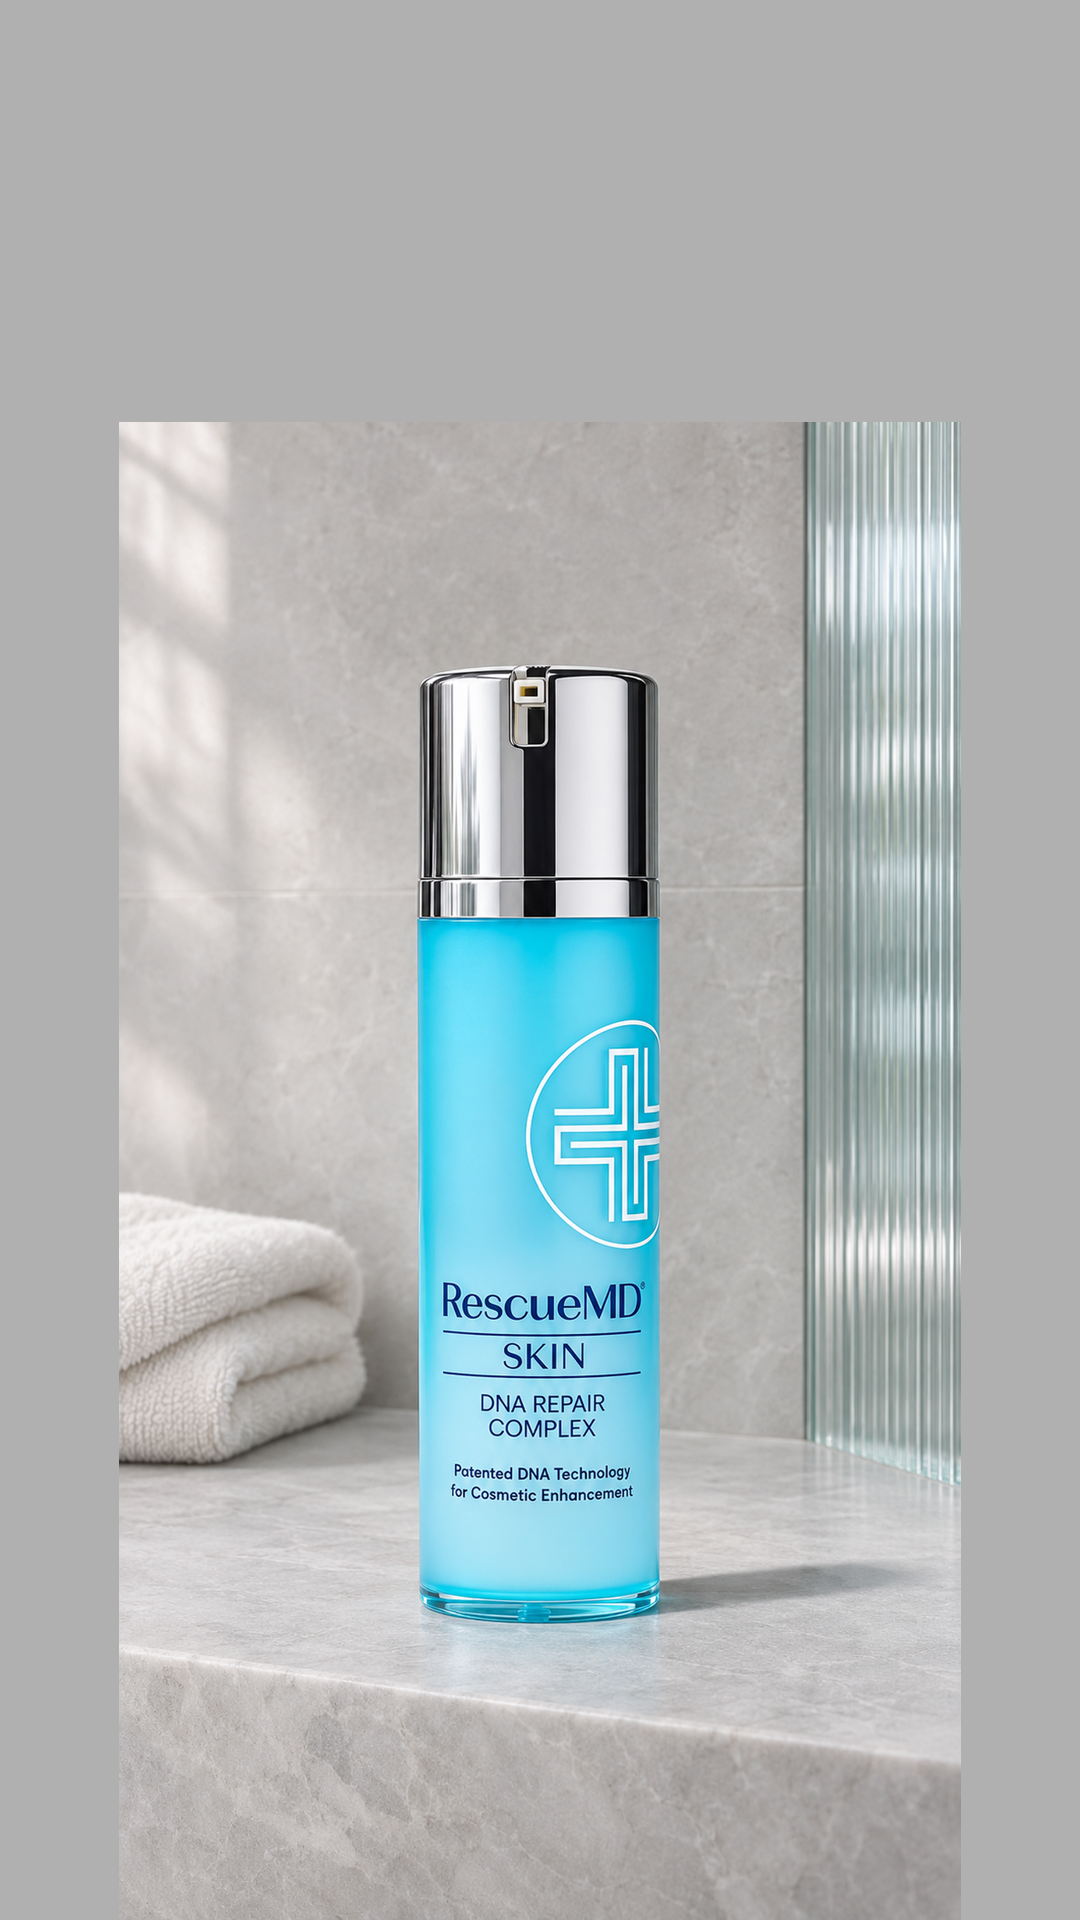 RescueMD®
SKIN
DNA REPAIR
COMPLEX
Patented DNA Technology
for Cosmetic Enhancement